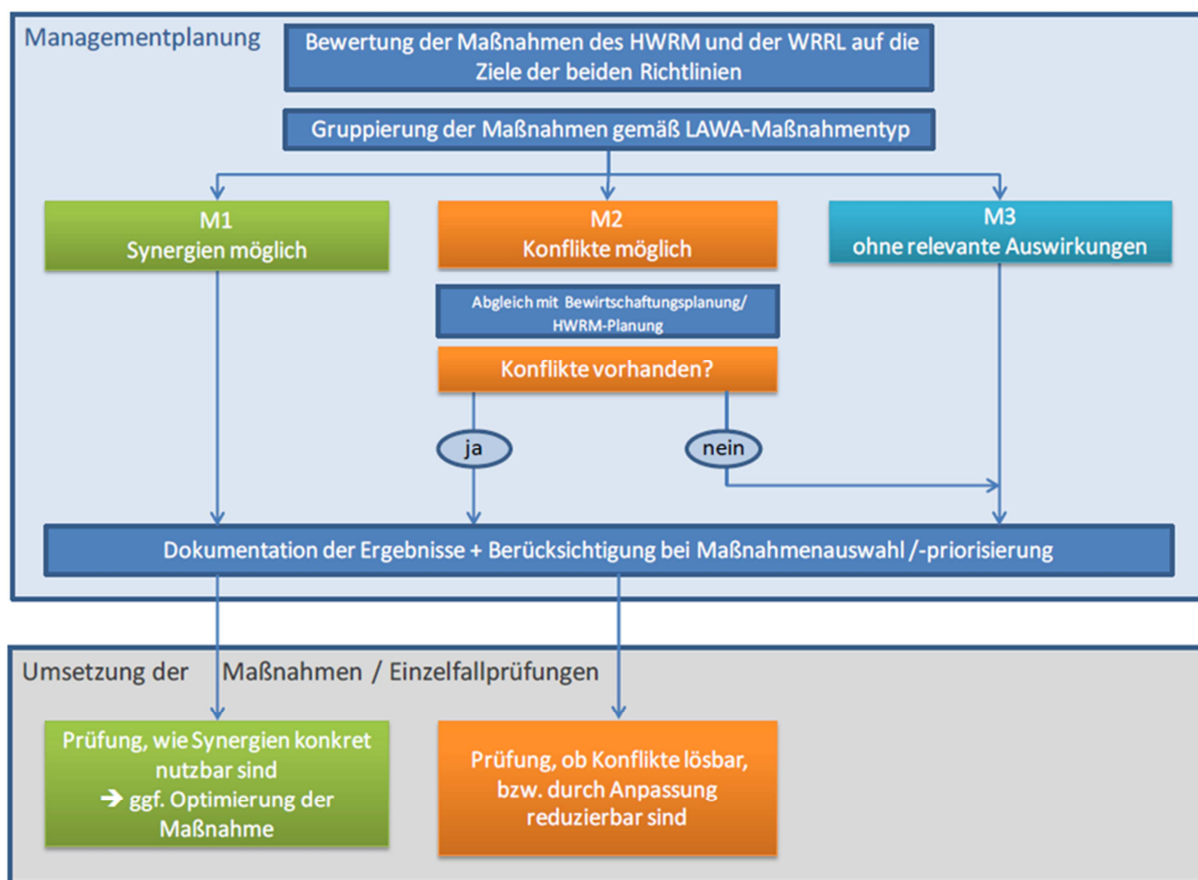 Managementplanung
Bewertung der Maßnahmen des HWRM und der WRRL auf die
Ziele der beiden Richtlinien
Gruppierung der Maßnahmen gemäß LAWA-Maßnahmentyp
M1
Synergien möglich
M2
Konflikte möglich
M3
ohne relevante Auswirkungen
Abgleich mit Bewirtschaftungsplanung/
HWRM-Planung
Konflikte vorhanden?
ja
nein
Dokumentation der Ergebnisse + Berücksichtigung bei Maßnahmenauswahl /-priorisierung
Umsetzung der Maßnahmen / Einzelfallprüfungen
Prüfung, wie Synergien konkret
nutzbar sind
➔ ggf. Optimierung der
Maßnahme
Prüfung, ob Konflikte lösbar,
bzw. durch Anpassung
reduzierbar sind